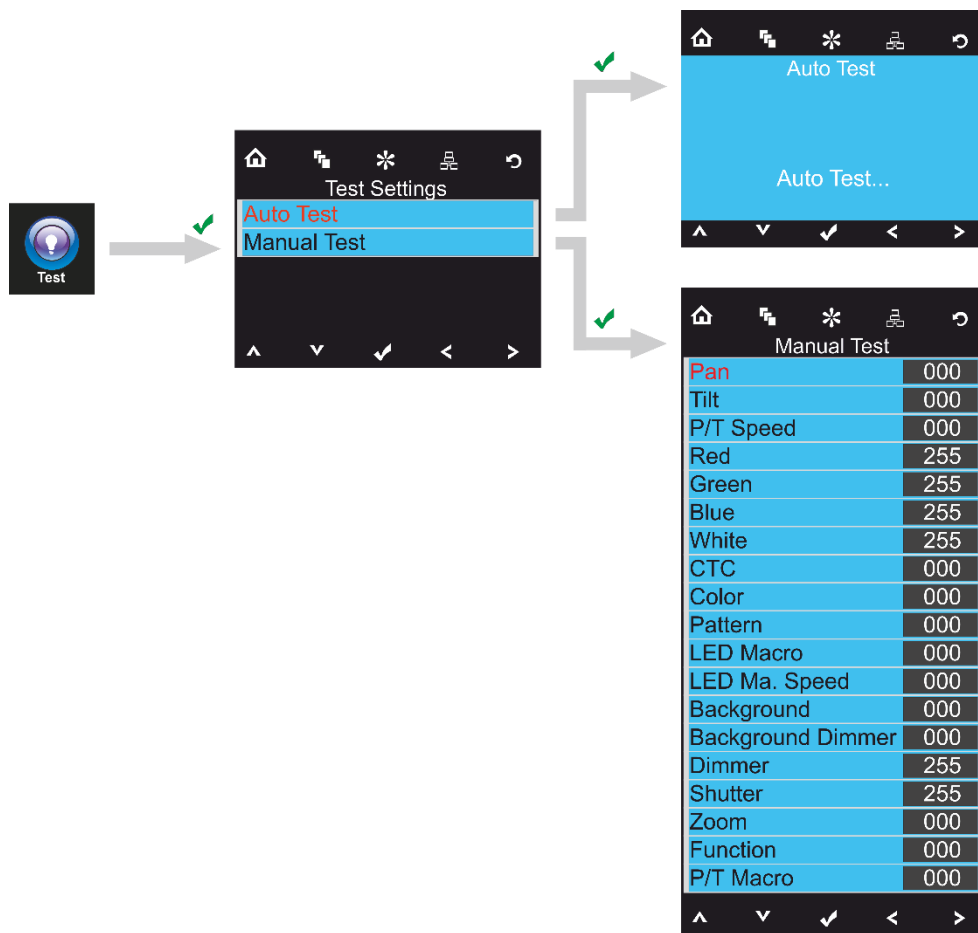 Test
Test Settings
Auto Test
Manual Test
Auto Test
Auto Test...
Manual Test
Pan 000
Tilt 000
P/T Speed 000
Red 255
Green 255
Blue 255
White 255
CTC 000
Color 000
Pattern 000
LED Macro 000
LED Ma. Speed 000
Background 000
Background Dimmer 000
Dimmer 255
Shutter 255
Zoom 000
Function 000
P/T Macro 000